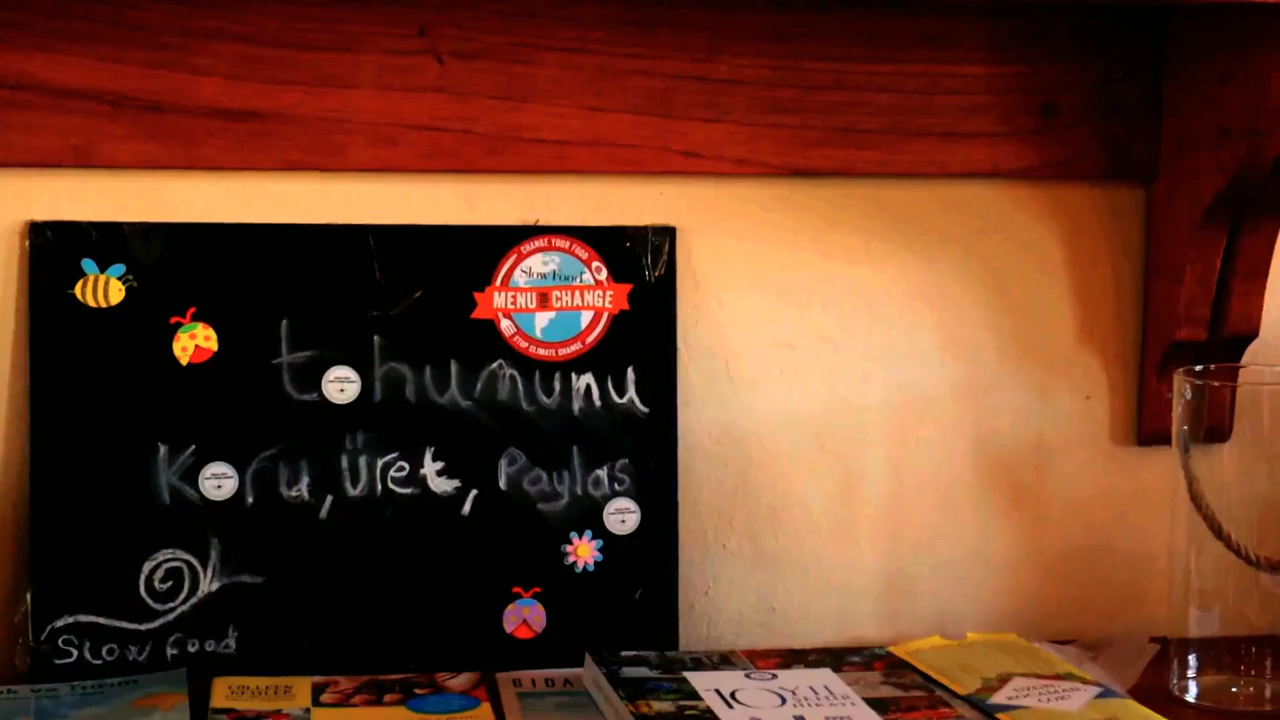 CHANGE YOUR FOOD
Slow Food
MENU FOR CHANGE
STOP CLIMATE CHANGE
tohumunu
Koru, üret, Paylaş
Slow Food
GIDA
10 YIL